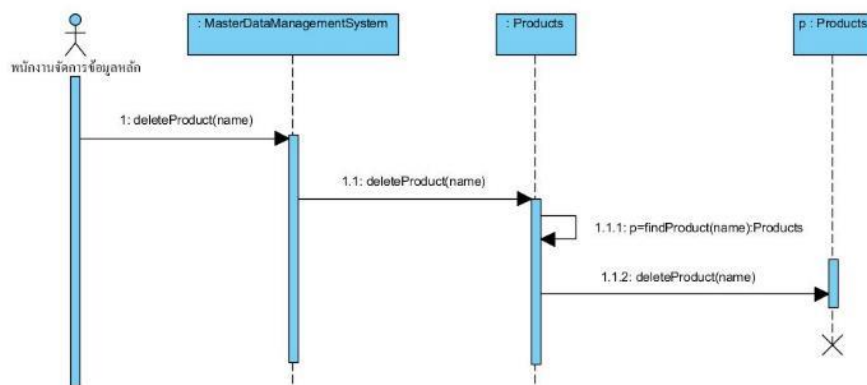 : MasterDataManagementSystem
: Products
p : Products
พนักงานจัดการข้อมูลหลัก
1: deleteProduct(name)
1.1: deleteProduct(name)
1.1.1: p=findProduct(name):Products
1.1.2: deleteProduct(name)